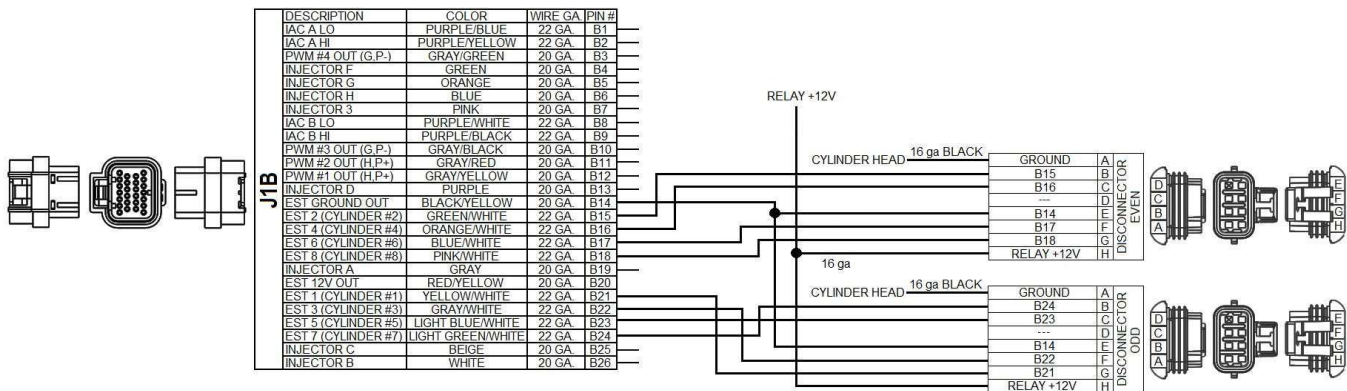 J1B
DESCRIPTION COLOR WIRE GA. PIN #
IAC A LO PURPLE/BLUE 22 GA. B1
IAC A HI PURPLE/YELLOW 22 GA. B2
PWM #4 OUT (G,P-) GRAY/GREEN 20 GA. B3
INJECTOR F GREEN 20 GA. B4
INJECTOR G ORANGE 20 GA. B5
INJECTOR H BLUE 20 GA. B6
INJECTOR 3 PINK 20 GA. B7
IAC B LO PURPLE/WHITE 22 GA. B8
IAC B HI PURPLE/BLACK 22 GA. B9
PWM #3 OUT (G,P-) GRAY/BLACK 20 GA. B10
PWM #2 OUT (H,P+) GRAY/RED 20 GA. B11
PWM #1 OUT (H,P+) GRAY/YELLOW 20 GA. B12
INJECTOR D PURPLE 20 GA. B13
EST GROUND OUT BLACK/YELLOW 20 GA. B14
EST 2 (CYLINDER #2) GREEN/WHITE 22 GA. B15
EST 4 (CYLINDER #4) ORANGE/WHITE 22 GA. B16
EST 6 (CYLINDER #6) BLUE/WHITE 22 GA. B17
EST 8 (CYLINDER #8) PINK/WHITE 22 GA. B18
INJECTOR A GRAY 20 GA. B19
EST 12V OUT RED/YELLOW 20 GA. B20
EST 1 (CYLINDER #1) YELLOW/WHITE 22 GA. B21
EST 3 (CYLINDER #3) GRAY/WHITE 22 GA. B22
EST 5 (CYLINDER #5) LIGHT BLUE/WHITE 22 GA. B23
EST 7 (CYLINDER #7) LIGHT GREEN/WHITE 22 GA. B24
INJECTOR C BEIGE 20 GA. B25
INJECTOR B WHITE 20 GA. B26
RELAY +12V
16 ga
CYLINDER HEAD 16 ga BLACK
GROUND A
B15 B
B16 C
--- D
B14 E
B17 F
B18 G
RELAY +12V H
DISCONNECTOR
EVEN
D
C
B
A
E
F
G
H
CYLINDER HEAD 16 ga BLACK
GROUND A
B24 B
B23 C
--- D
B14 E
B22 F
B21 G
RELAY +12V H
DISCONNECTOR
ODD
D
C
B
A
E
F
G
H